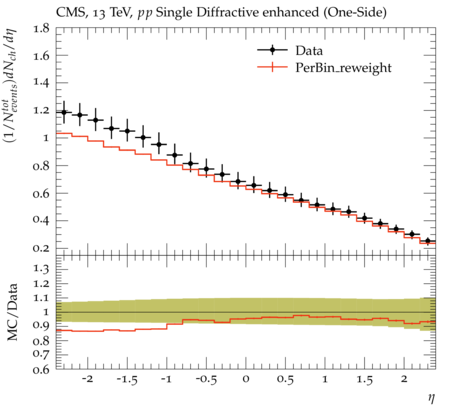 CMS, 13 TeV, pp Single Diffractive enhanced (One-Side)
(1/N^{tot}_{events})dN_{ch}/dη
1.8
1.6
1.4
1.2
1
0.8
0.6
0.4
0.2
Data
PerBin_reweight
MC/Data
1.3
1.2
1.1
1
0.9
0.8
0.7
0.6
-2 -1.5 -1 -0.5 0 0.5 1 1.5 2
η